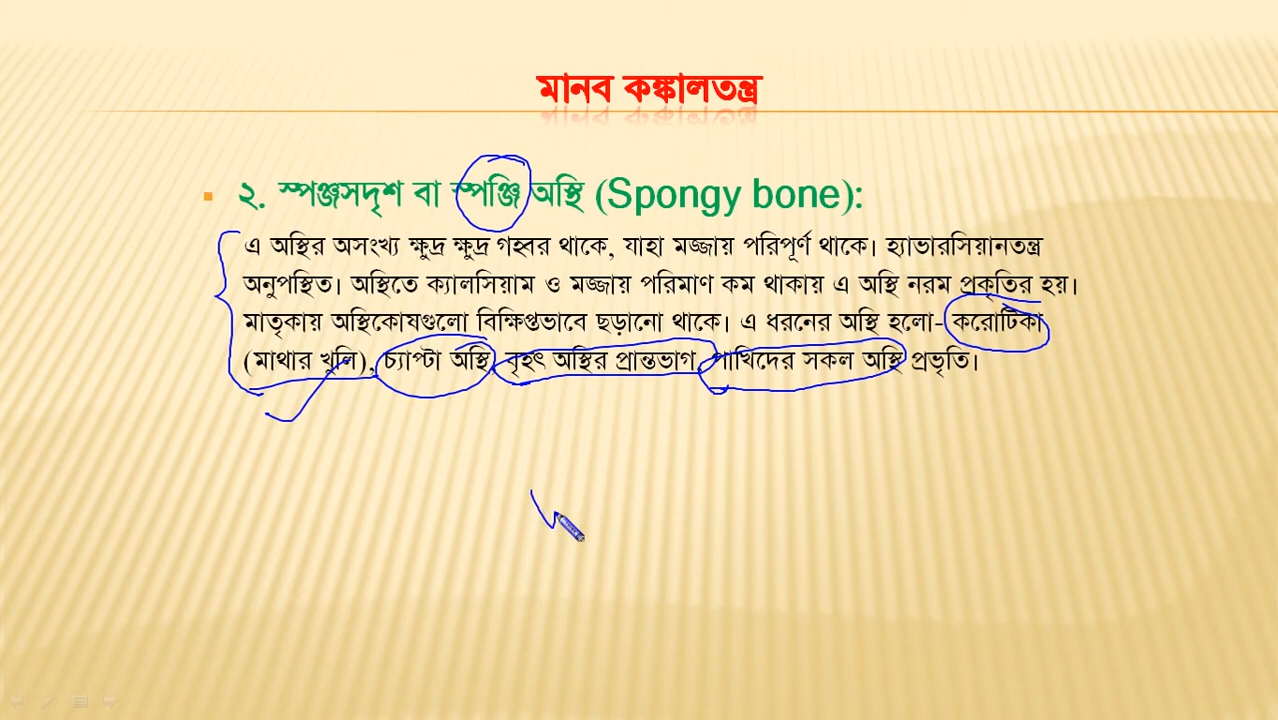 মানব কঙ্কালতন্ত্র
২. স্পঞ্জসদৃশ বা স্পঞ্জি অস্থি (Spongy bone):
এ অস্থির অসংখ্য ক্ষুদ্র ক্ষুদ্র গহ্বর থাকে, যাহা মজ্জায় পরিপূর্ণ থাকে। হ্যাভারসিয়ানতন্ত্র
অনুপস্থিত। অস্থিতে ক্যালসিয়াম ও মজ্জায় পরিমাণ কম থাকায় এ অস্থি নরম প্রকৃতির হয়।
মাতৃকায় অস্থিকোষগুলো বিক্ষিপ্তভাবে ছড়ানো থাকে। এ ধরনের অস্থি হলো- করোটিকা
(মাথার খুলি), চ্যাপ্টা অস্থি, বৃহৎ অস্থির প্রান্তভাগ, পাখিদের সকল অস্থি প্রভৃতি।